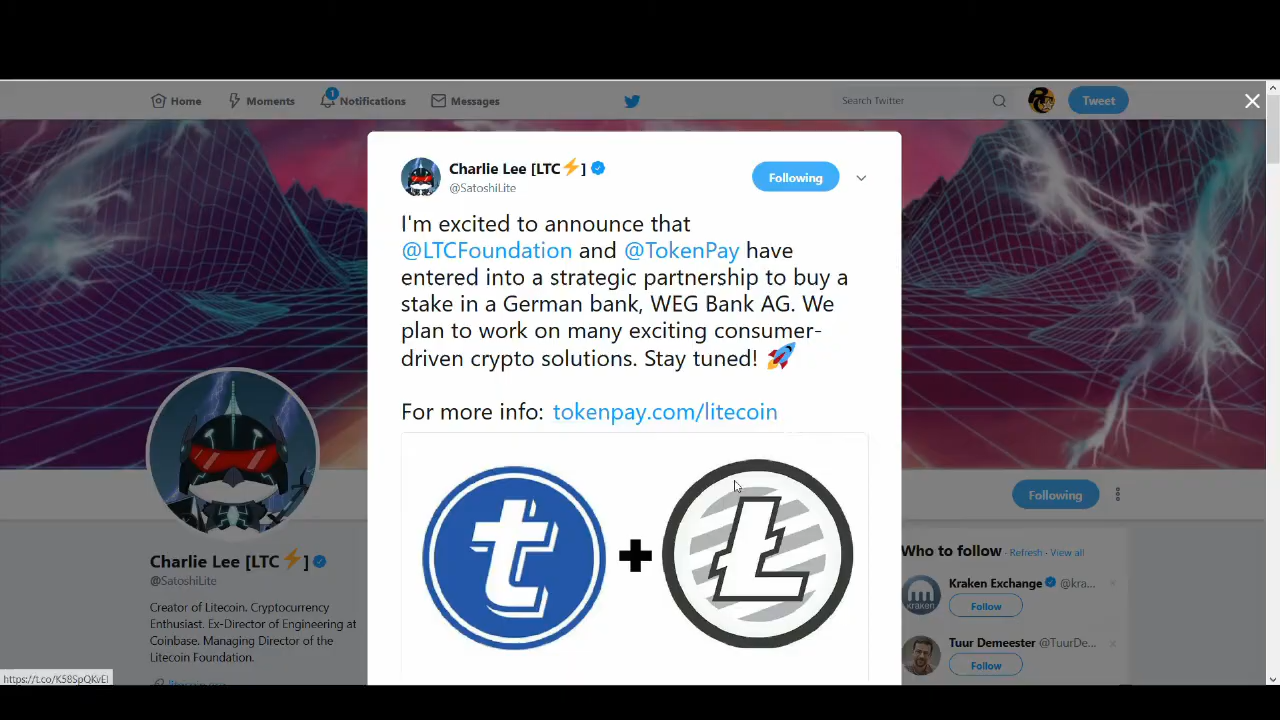 Home
Moments
1
Notifications
Messages
Search Twitter
Tweet
Charlie Lee [LTC⚡]
@SatoshiLite
Following
I'm excited to announce that
@LTCFoundation and @TokenPay have
entered into a strategic partnership to buy a
stake in a German bank, WEG Bank AG. We
plan to work on many exciting consumer-
driven crypto solutions. Stay tuned! 🚀
For more info: tokenpay.com/litecoin
Charlie Lee [LTC⚡]
@SatoshiLite
Creator of Litecoin. Cryptocurrency
Enthusiast. Ex-Director of Engineering at
Coinbase. Managing Director of the
Litecoin Foundation.
Following
Who to follow · Refresh · View all
Kraken Exchange @kra...
Follow
Tuur Demeester @TuurDe...
Follow
kraken